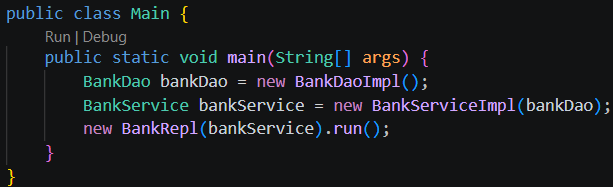 public class Main {
Run | Debug
public static void main(String[] args) {
BankDao bankDao = new BankDaoImpl();
BankService bankService = new BankServiceImpl(bankDao);
new BankRepl(bankService).run();
}
}